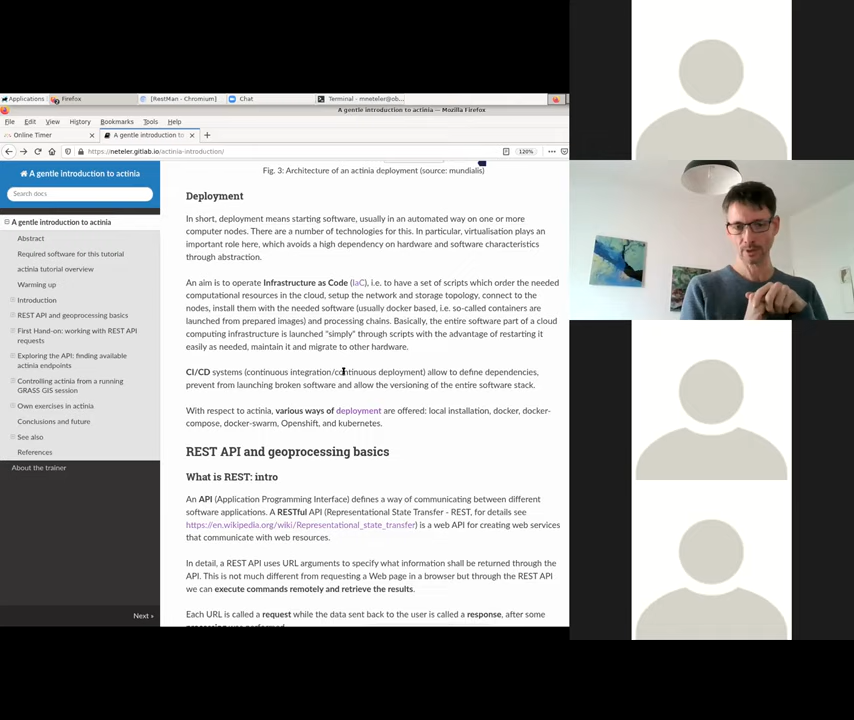 Applications
Firefox
[RestMan - Chromium]
Chat
Terminal - mneteler@ob...
A gentle introduction to actinia — Mozilla Firefox
File Edit View History Bookmarks Tools Help
Online Timer
A gentle introduction to
https://neteler.gitlab.io/actinia-introduction/
120%
A gentle introduction to actinia
Search docs
A gentle introduction to actinia
Abstract
Required software for this tutorial
actinia tutorial overview
Warming up
Introduction
REST API and geoprocessing basics
First Hand-on: working with REST API
requests
Exploring the API: finding available
actinia endpoints
Controlling actinia from a running
GRASS GIS session
Own exercises in actinia
Conclusions and future
See also
References
About the trainer
Next »
Fig. 3: Architecture of an actinia deployment (source: mundialis)
Deployment
In short, deployment means starting software, usually in an automated way on one or more
computer nodes. There are a number of technologies for this. In particular, virtualisation plays an
important role here, which avoids a high dependency on hardware and software characteristics
through abstraction.
An aim is to operate Infrastructure as Code (IaC), i.e. to have a set of scripts which order the needed
computational resources in the cloud, setup the network and storage topology, connect to the
nodes, install them with the needed software (usually docker based, i.e. so-called containers are
launched from prepared images) and processing chains. Basically, the entire software part of a cloud
computing infrastructure is launched "simply" through scripts with the advantage of restarting it
easily as needed, maintain it and migrate to other hardware.
CI/CD systems (continuous integration/continuous deployment) allow to define dependencies,
prevent from launching broken software and allow the versioning of the entire software stack.
With respect to actinia, various ways of deployment are offered: local installation, docker, docker-
compose, docker-swarm, Openshift, and kubernetes.
REST API and geoprocessing basics
What is REST: intro
An API (Application Programming Interface) defines a way of communicating between different
software applications. A RESTful API (Representational State Transfer - REST, for details see
https://en.wikipedia.org/wiki/Representational_state_transfer) is a web API for creating web services
that communicate with web resources.
In detail, a REST API uses URL arguments to specify what information shall be returned through the
API. This is not much different from requesting a Web page in a browser but through the REST API
we can execute commands remotely and retrieve the results.
Each URL is called a request while the data sent back to the user is called a response, after some
processing was performed.